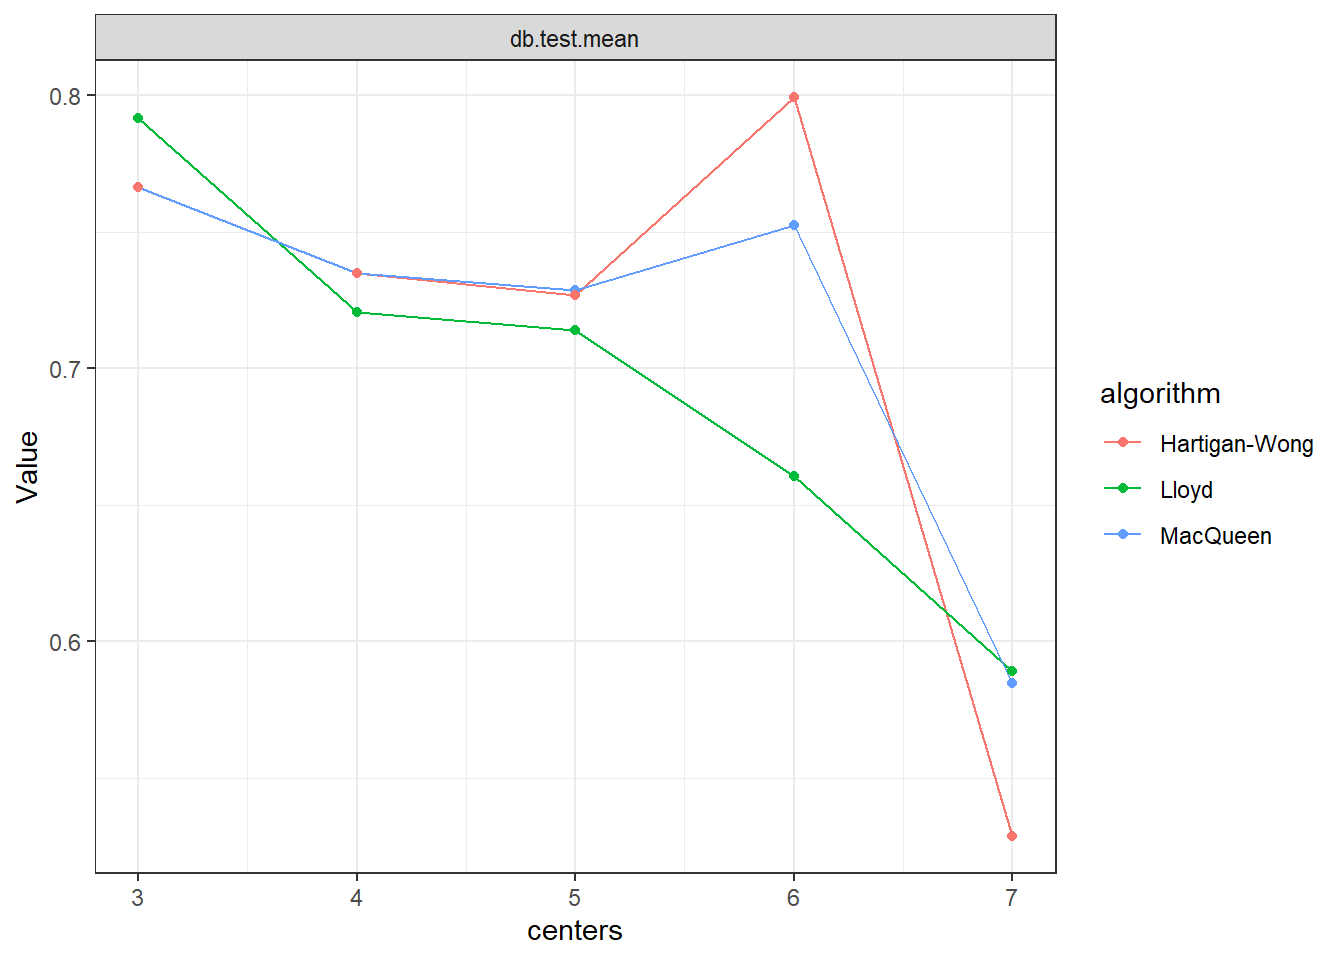 db.test.mean
0.8
0.7
0.6
Value
3 4 5 6 7
centers
algorithm
Hartigan-Wong
Lloyd
MacQueen